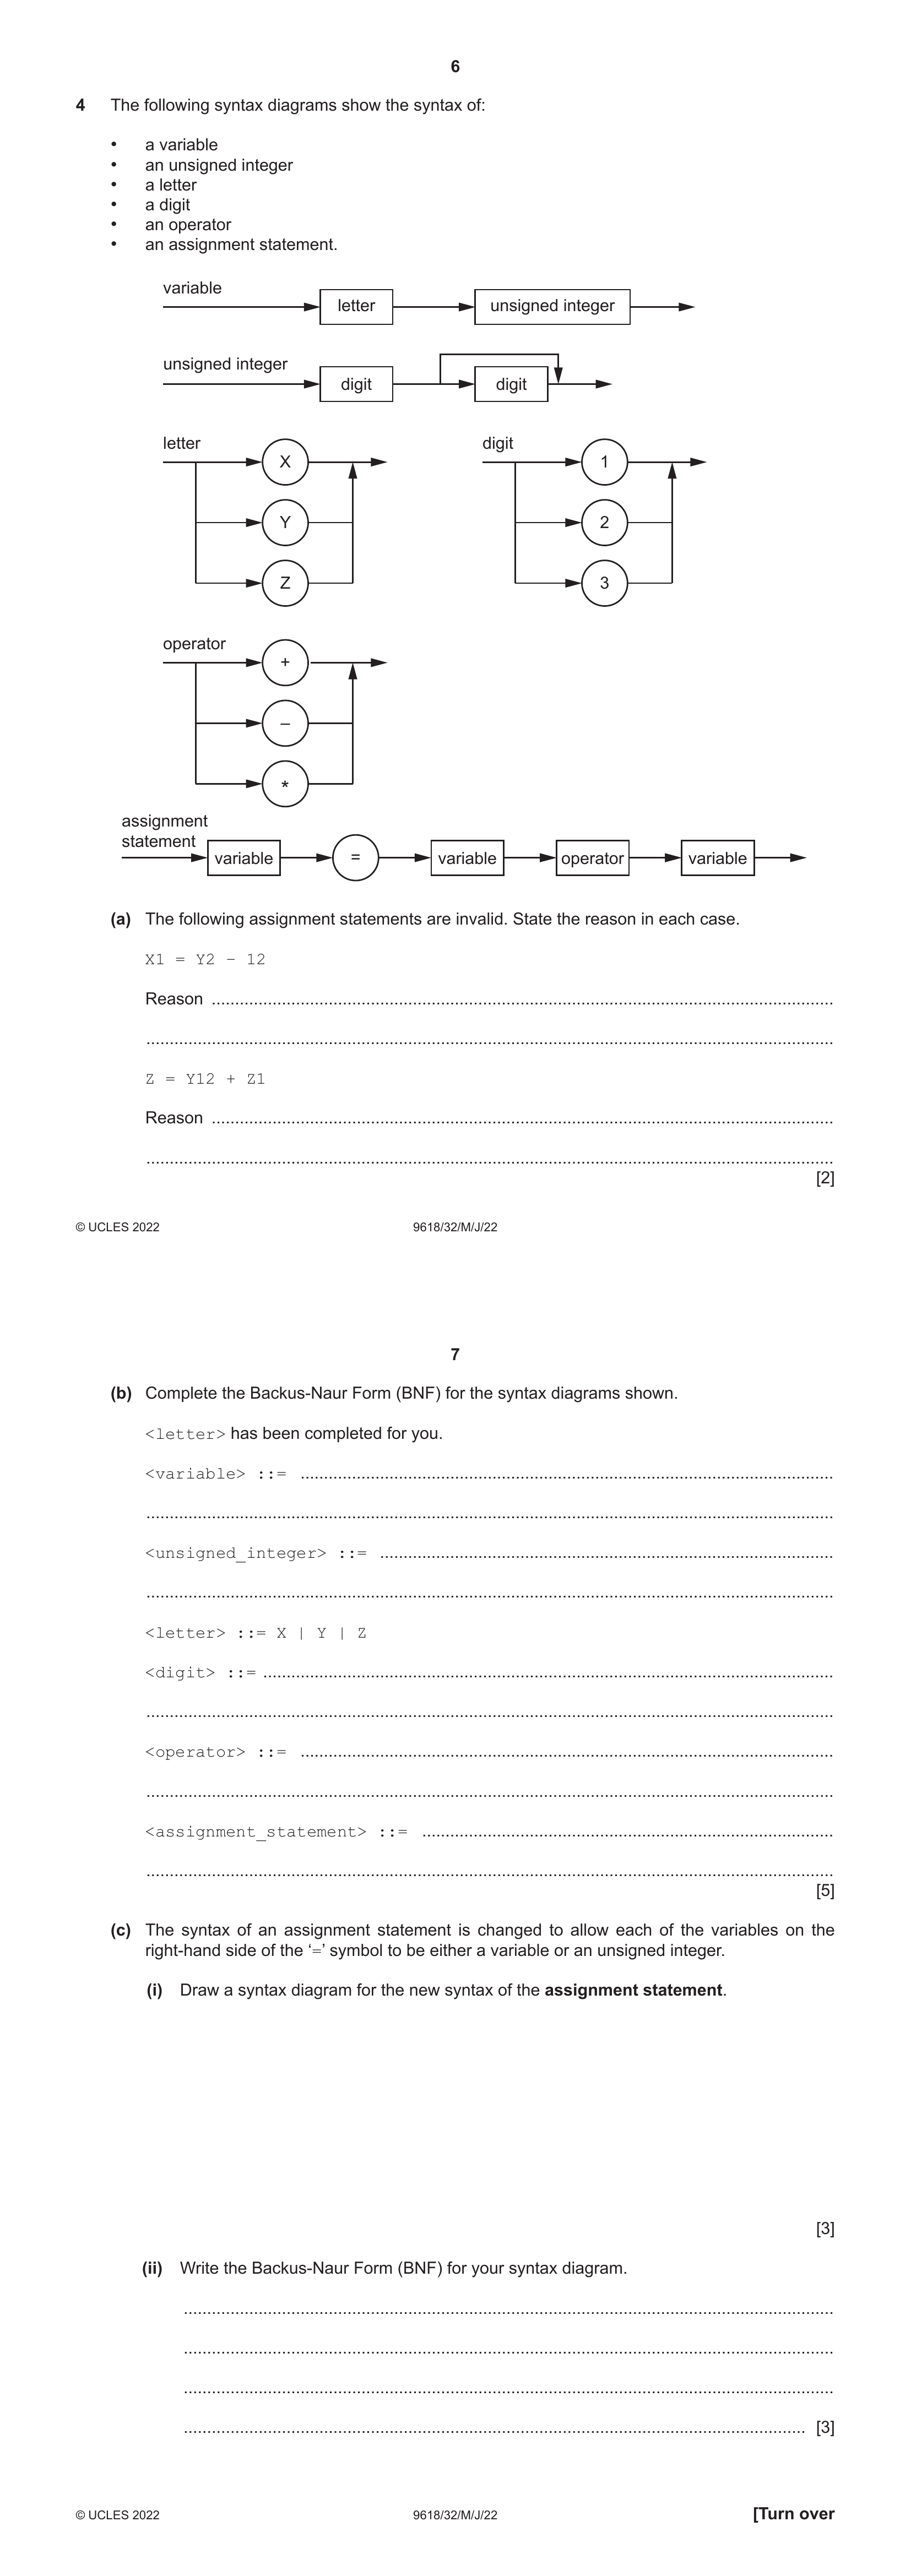 6
4 The following syntax diagrams show the syntax of:
• a variable
• an unsigned integer
• a letter
• a digit
• an operator
• an assignment statement.
variable
letter
unsigned integer
unsigned integer
digit
digit
letter
X
Y
Z
digit
1
2
3
operator
+
–
*
assignment
statement
variable
=
variable
operator
variable
(a) The following assignment statements are invalid. State the reason in each case.
X1 = Y2 – 12
Reason ..........................................................................................................................................
..........................................................................................................................................
Z = Y12 + Z1
Reason ..........................................................................................................................................
..........................................................................................................................................
[2]
© UCLES 2022 9618/32/M/J/22
7
(b) Complete the Backus-Naur Form (BNF) for the syntax diagrams shown.
<letter> has been completed for you.
<variable> ::= ..........................................................................................................................................
..........................................................................................................................................
<unsigned_integer> ::= ..........................................................................................................................................
..........................................................................................................................................
<letter> ::= X | Y | Z
<digit> ::= ..........................................................................................................................................
..........................................................................................................................................
<operator> ::= ..........................................................................................................................................
..........................................................................................................................................
<assignment_statement> ::= ..........................................................................................................................................
..........................................................................................................................................
[5]
(c) The syntax of an assignment statement is changed to allow each of the variables on the
right-hand side of the ‘=’ symbol to be either a variable or an unsigned integer.
(i) Draw a syntax diagram for the new syntax of the assignment statement.
[3]
(ii) Write the Backus-Naur Form (BNF) for your syntax diagram.
..........................................................................................................................................
..........................................................................................................................................
..........................................................................................................................................
.......................................................................................................................................... [3]
© UCLES 2022 9618/32/M/J/22 [Turn over